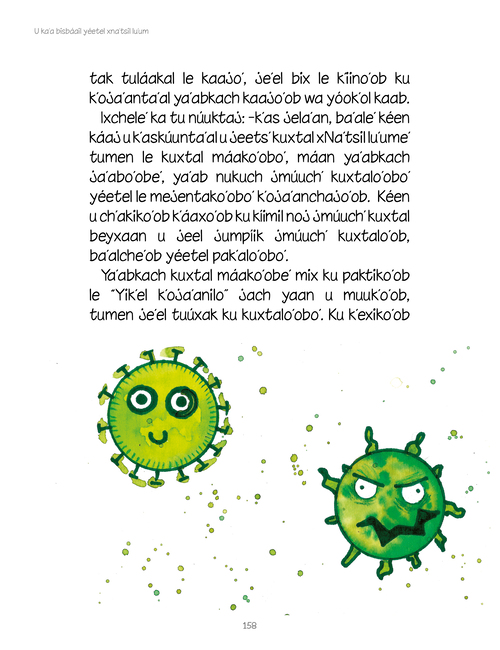 U ka'a bisbáail yéetel xna'tsil lu'um
tak tuláakal le kaajo', je'el bix le k'iino'ob ku
k'oja'anta'al ya'abkach kaajo'ob wa yóok'ol kaab.
Ixchele' ka tu núuktaj: -k'as jela'an, ba'ale' kéen
káaj u k'askúunta'al u jeets' kuxtal xNa'tsil lu'ume'
tumen le kuxtal máako'obo', máan ya'abkach
ja'abo'obe', ya'ab nukuch jmúuch' kuxtalo'obo'
yéetel le mejentako'obo' k'oja'anchajo'ob. Kéen
u ch'akiko'ob k'áaxo'ob ku kíimil noj jmúuch' kuxtal
beyxaan u jeel jumpíik jmúuch' kuxtalo'ob,
ba'alche'ob yéetel pak'alo'obo'.
Ya'abkach kuxtal máako'obe' mix ku paktiko'ob
le "Yik'el k'oja'anilo" jach yaan u muuk'o'ob,
tumen je'el tuúxak ku kuxtalo'obo'. Ku k'exiko'ob
158